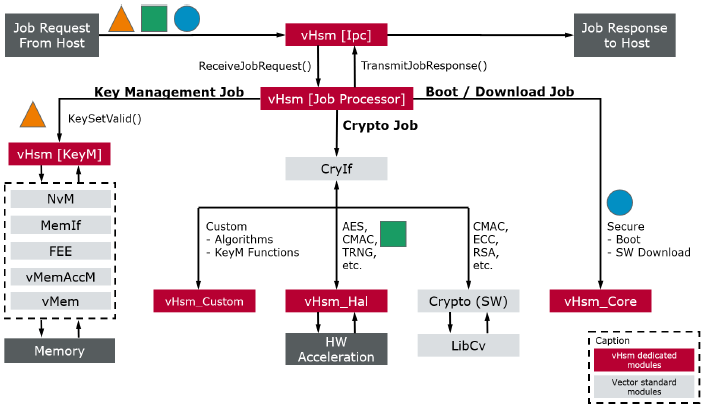 Job Request
From Host
vHsm [Ipc]
Job Response
to Host
ReceiveJobRequest()
TransmitJobResponse()
Key Management Job
vHsm [Job Processor]
Boot / Download Job
KeySetValid()
Crypto Job
vHsm [KeyM]
CryIf
NvM
MemIf
FEE
vMemAccM
vMem
Memory
Custom
- Algorithms
- KeyM Functions
AES,
CMAC,
TRNG,
etc.
CMAC,
ECC,
RSA,
etc.
Secure
- Boot
- SW Download
vHsm_Custom
vHsm_Hal
Crypto (SW)
vHsm_Core
HW
Acceleration
LibCv
Caption
vHsm dedicated
modules
Vector standard
modules